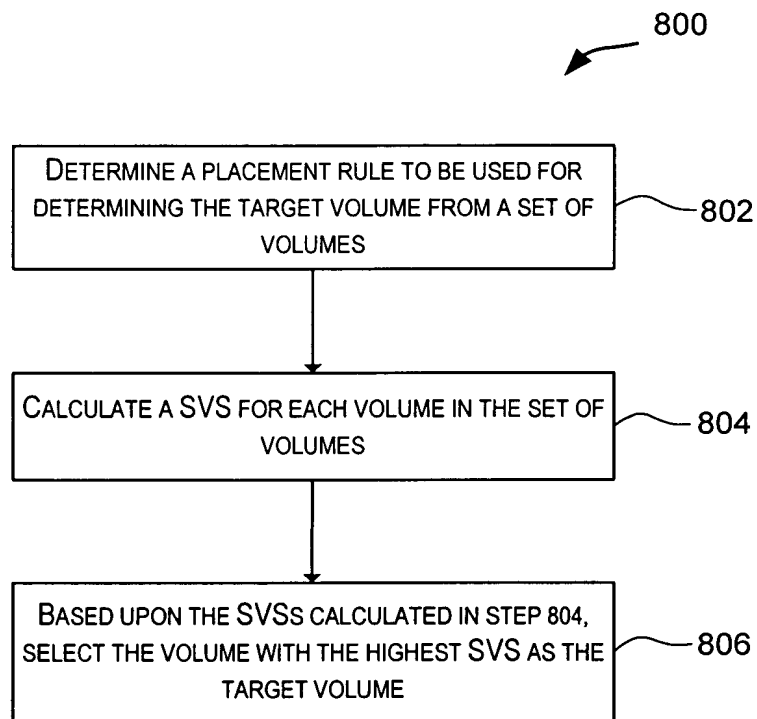 800
DETERMINE A PLACEMENT RULE TO BE USED FOR
DETERMINING THE TARGET VOLUME FROM A SET OF
VOLUMES
802
CALCULATE A SVS FOR EACH VOLUME IN THE SET OF
VOLUMES
804
BASED UPON THE SVSS CALCULATED IN STEP 804,
SELECT THE VOLUME WITH THE HIGHEST SVS AS THE
TARGET VOLUME
806